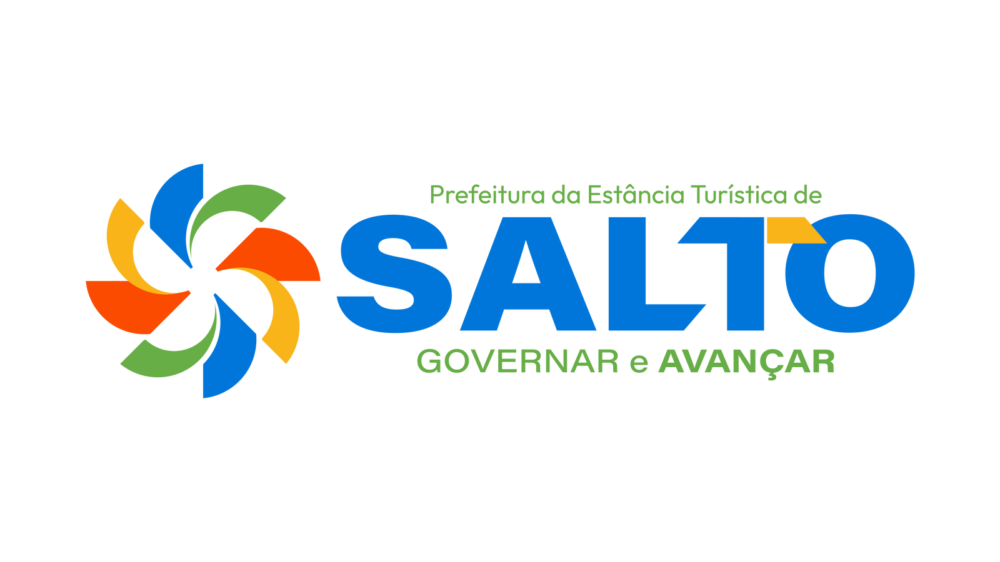 Prefeitura da Estância Turística de
SALTO
GOVERNAR e AVANÇAR